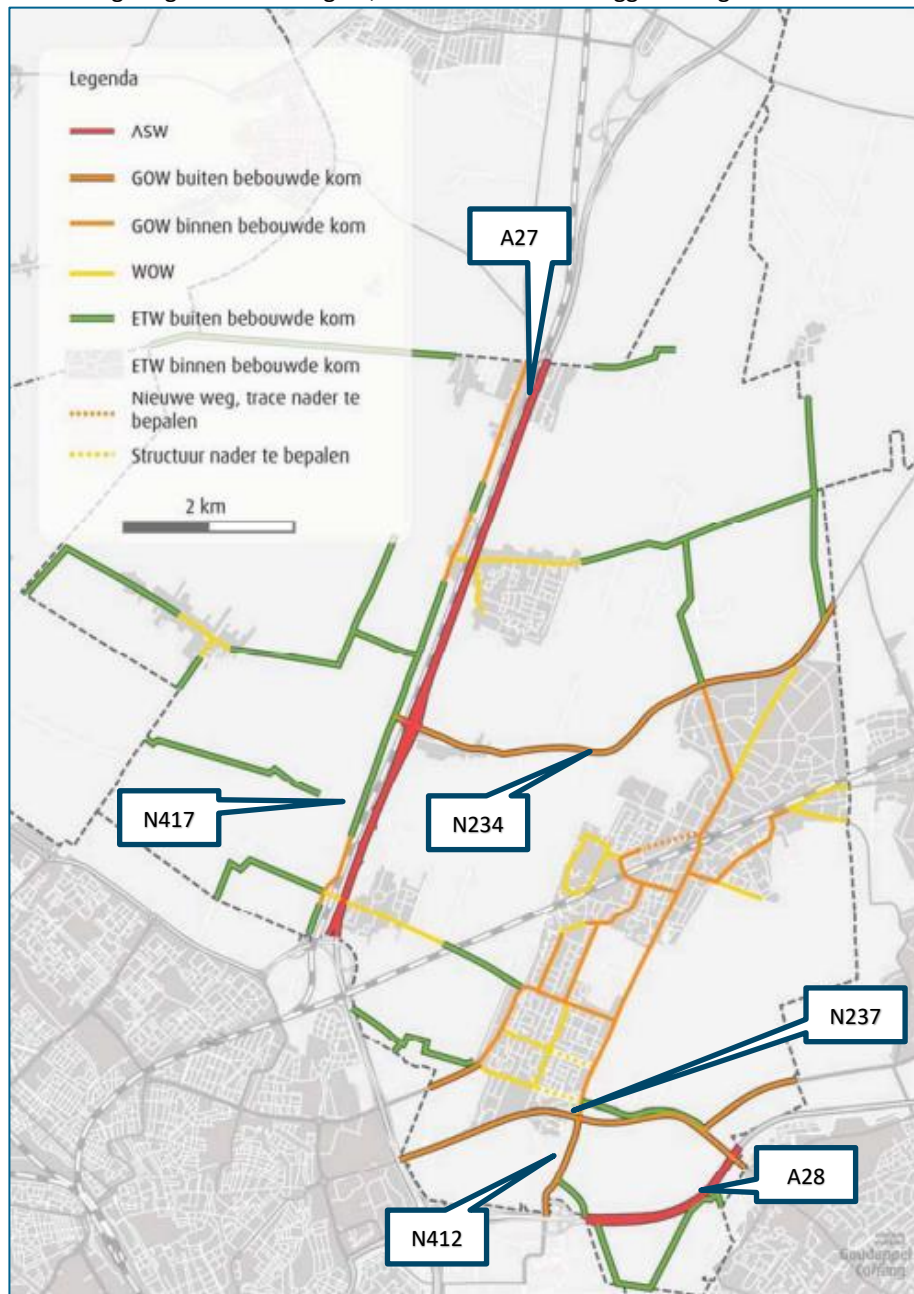 Legenda
ASW
GOW buiten bebouwde kom
GOW binnen bebouwde kom
WOW
ETW buiten bebouwde kom
ETW binnen bebouwde kom
Nieuwe weg, trace nader te
bepalen
Structuur nader te bepalen
2 km
A27
N417
N234
N237
A28
N412